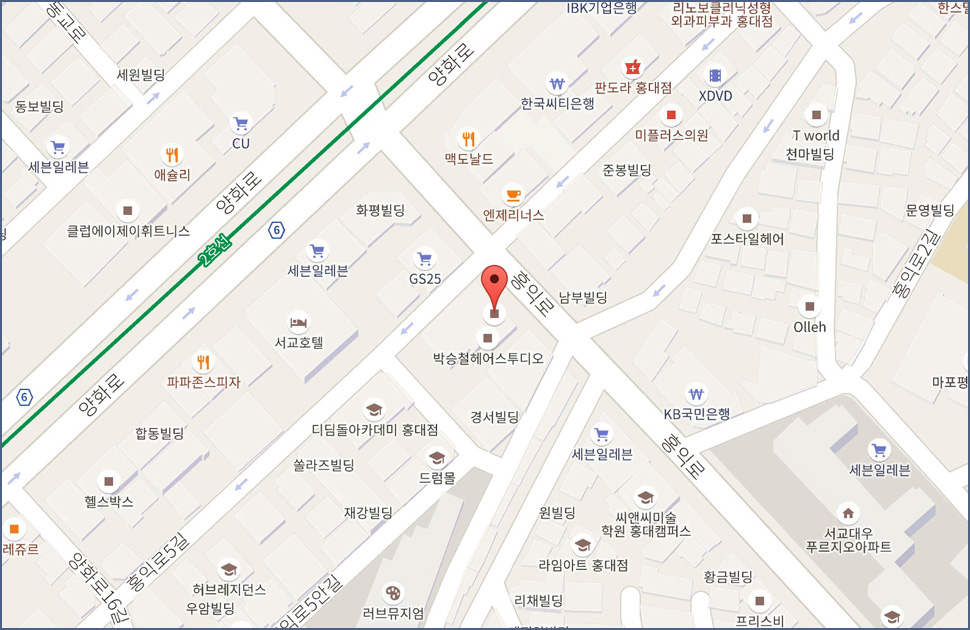 동교로
IBK기업은행
리노보클리닉성형
외과피부과 홍대점
한스
양화로
세원빌딩
동보빌딩
판도라 홍대점
XDVD
한국씨티은행
CU
미플러스의원
T world
천마빌딩
세븐일레븐
애슐리
맥도날드
준봉빌딩
양화로
엔제리너스
화평빌딩
문영빌딩
클럽에이제이휘트니스
6
2호선
포스타일헤어
홍익로2길
세븐일레븐
GS25
홍익로
남부빌딩
Olleh
서교호텔
박승철헤어스투디오
파파존스피자
마포평
6
양화로
KB국민은행
경서빌딩
디딤돌아카데미 홍대점
합동빌딩
홍익로
세븐일레븐
쏠라즈빌딩
드럼몰
세븐일레븐
헬스박스
재강빌딩
원빌딩
씨앤씨미술
학원 홍대캠퍼스
서교대우
푸르지오아파트
레쥬르
홍익로5길
라임아트 홍대점
양화로16길
허브레지던스
우암빌딩
황금빌딩
홍익로5안길
리채빌딩
러브뮤지엄
프리스비